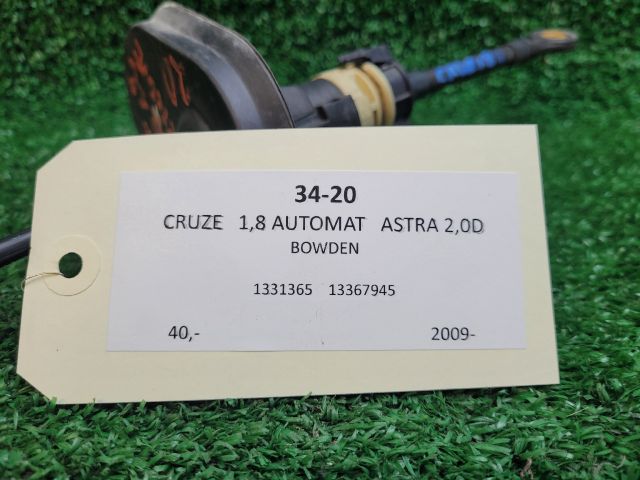 34-20
CRUZE 1,8 AUTOMAT ASTRA 2,0D
BOWDEN
1331365 13367945
40,- 2009-